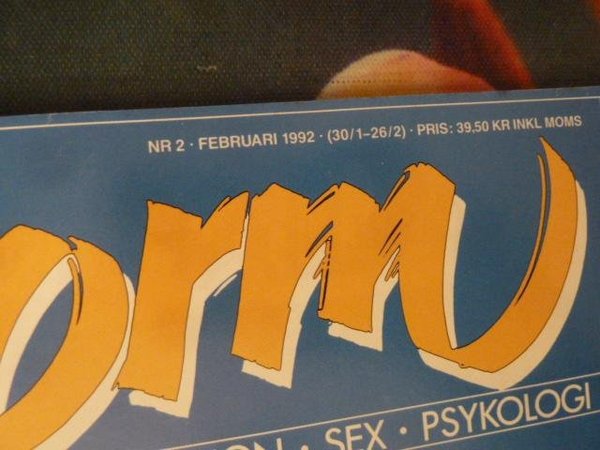 NR 2 · FEBRUARI 1992 · (30/1–26/2) · PRIS: 39.50 KR INKL MOMS
orm
ON · SEX · PSYKOLOGI